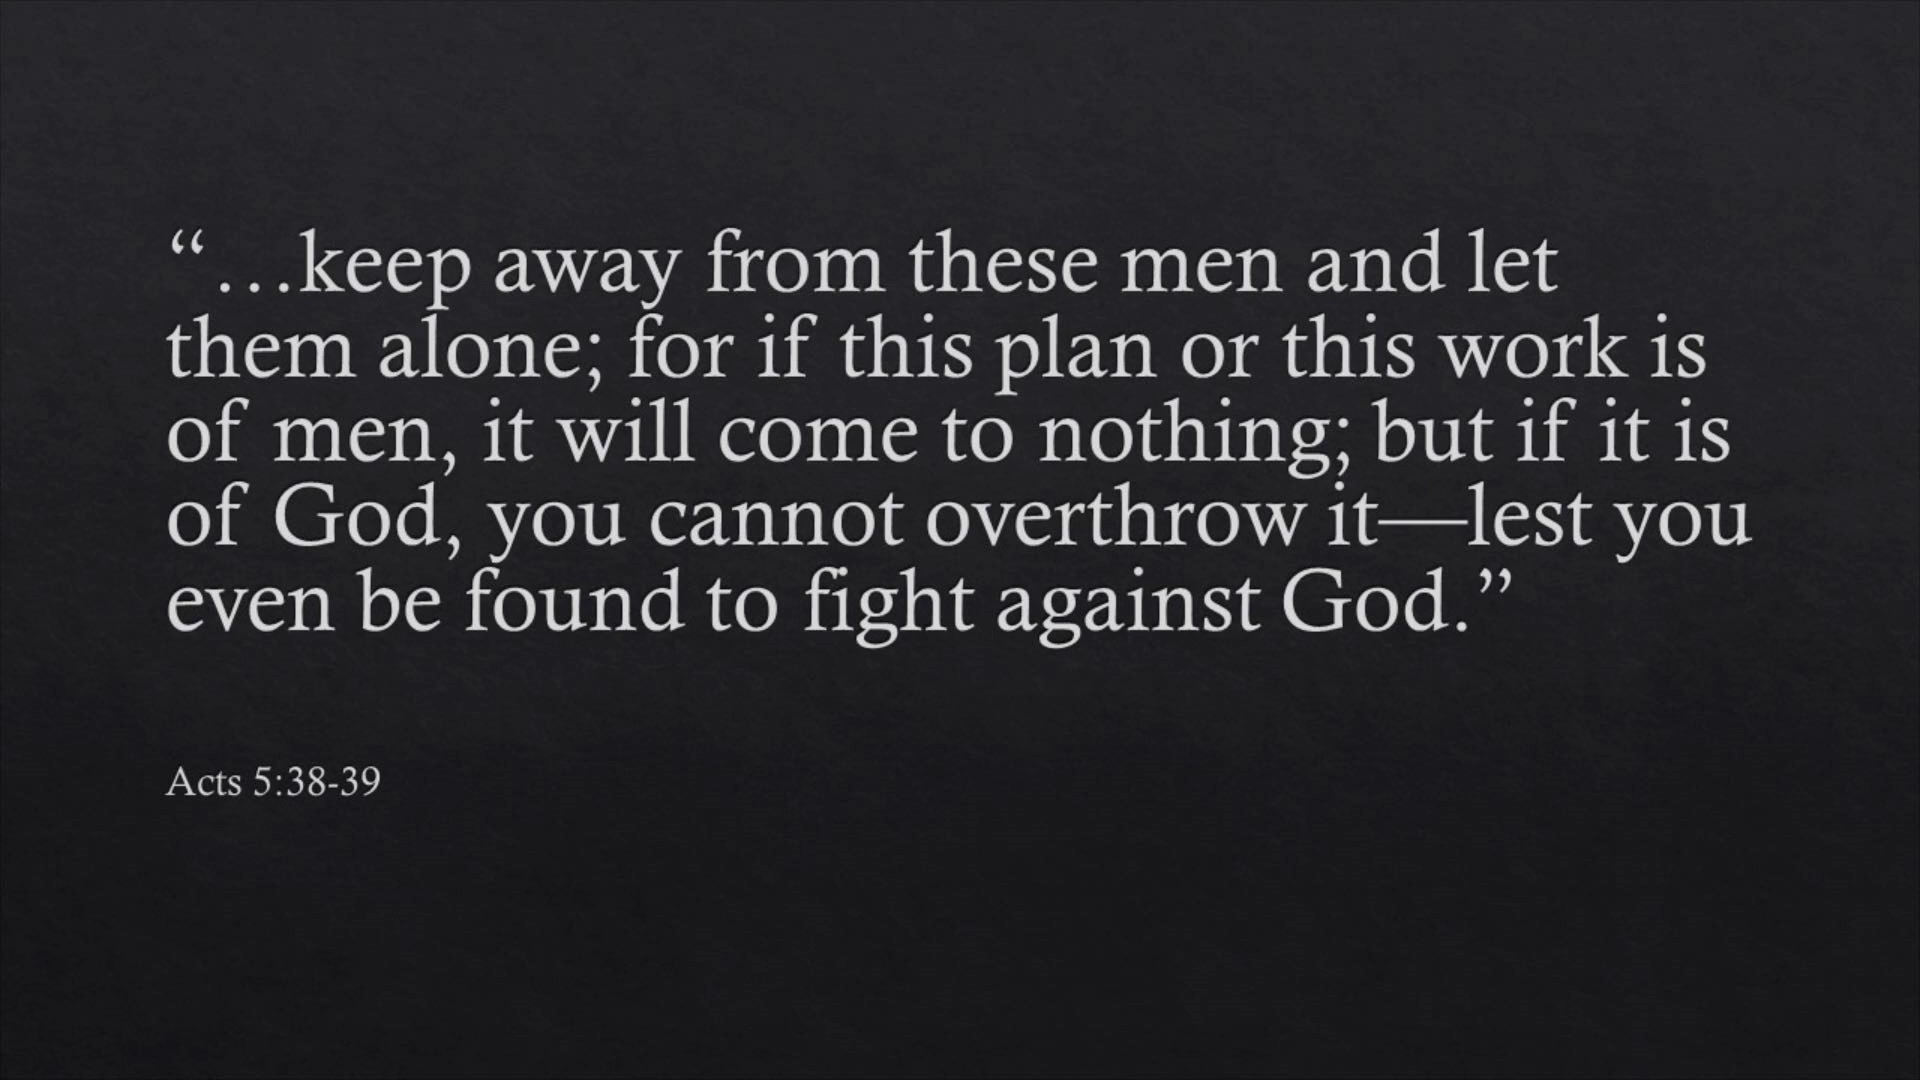 “…keep away from these men and let
them alone; for if this plan or this work is
of men, it will come to nothing; but if it is
of God, you cannot overthrow it—lest you
even be found to fight against God.”
Acts 5:38-39